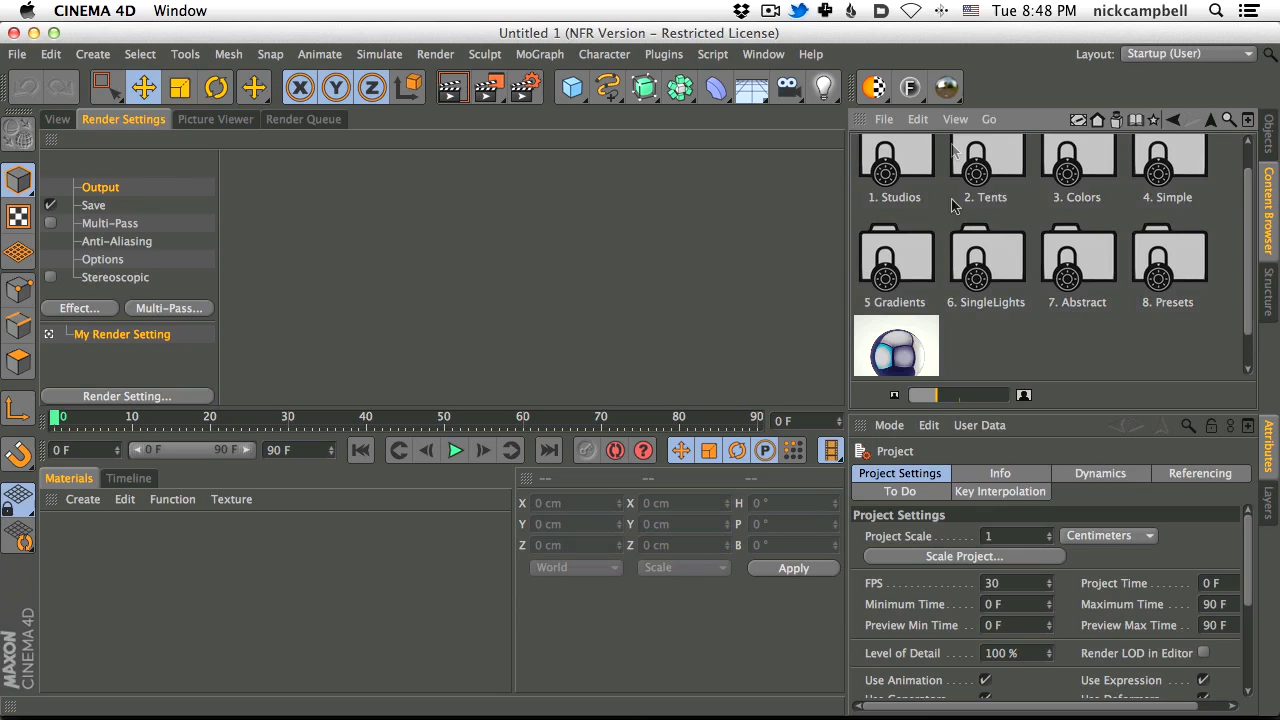 CINEMA 4D Window Tue 8:48 PM nickcampbell
Untitled 1 (NFR Version - Restricted License)
File Edit Create Select Tools Mesh Snap Animate Simulate Render Sculpt MoGraph Character Plugins Script Window Help Layout: Startup (User)
X Y Z F
View Render Settings Picture Viewer Render Queue
File Edit View Go
Objects
Content Browser
Structure
Output
Save
Multi-Pass
Anti-Aliasing
Options
Stereoscopic
Effect... Multi-Pass...
My Render Setting
Render Setting...
1. Studios 2. Tents 3. Colors 4. Simple
5 Gradients 6. SingleLights 7. Abstract 8. Presets
0 10 20 30 40 50 60 70 80 90 0 F
0 F 0 F 90 F 90 F P
Materials Timeline
Create Edit Function Texture
-- -- --
X 0 cm X 0 cm H 0 °
Y 0 cm Y 0 cm P 0 °
Z 0 cm Z 0 cm B 0 °
World Scale Apply
Mode Edit User Data
Attributes
Layers
Project
Project Settings Info Dynamics Referencing
To Do Key Interpolation
Project Settings
Project Scale 1 Centimeters
Scale Project...
FPS 30 Project Time 0 F
Minimum Time 0 F Maximum Time 90 F
Preview Min Time 0 F Preview Max Time 90 F
Level of Detail 100 % Render LOD in Editor
Use Animation Use Expression
Use Generators Use Deformers
MAXON
CINEMA 4D